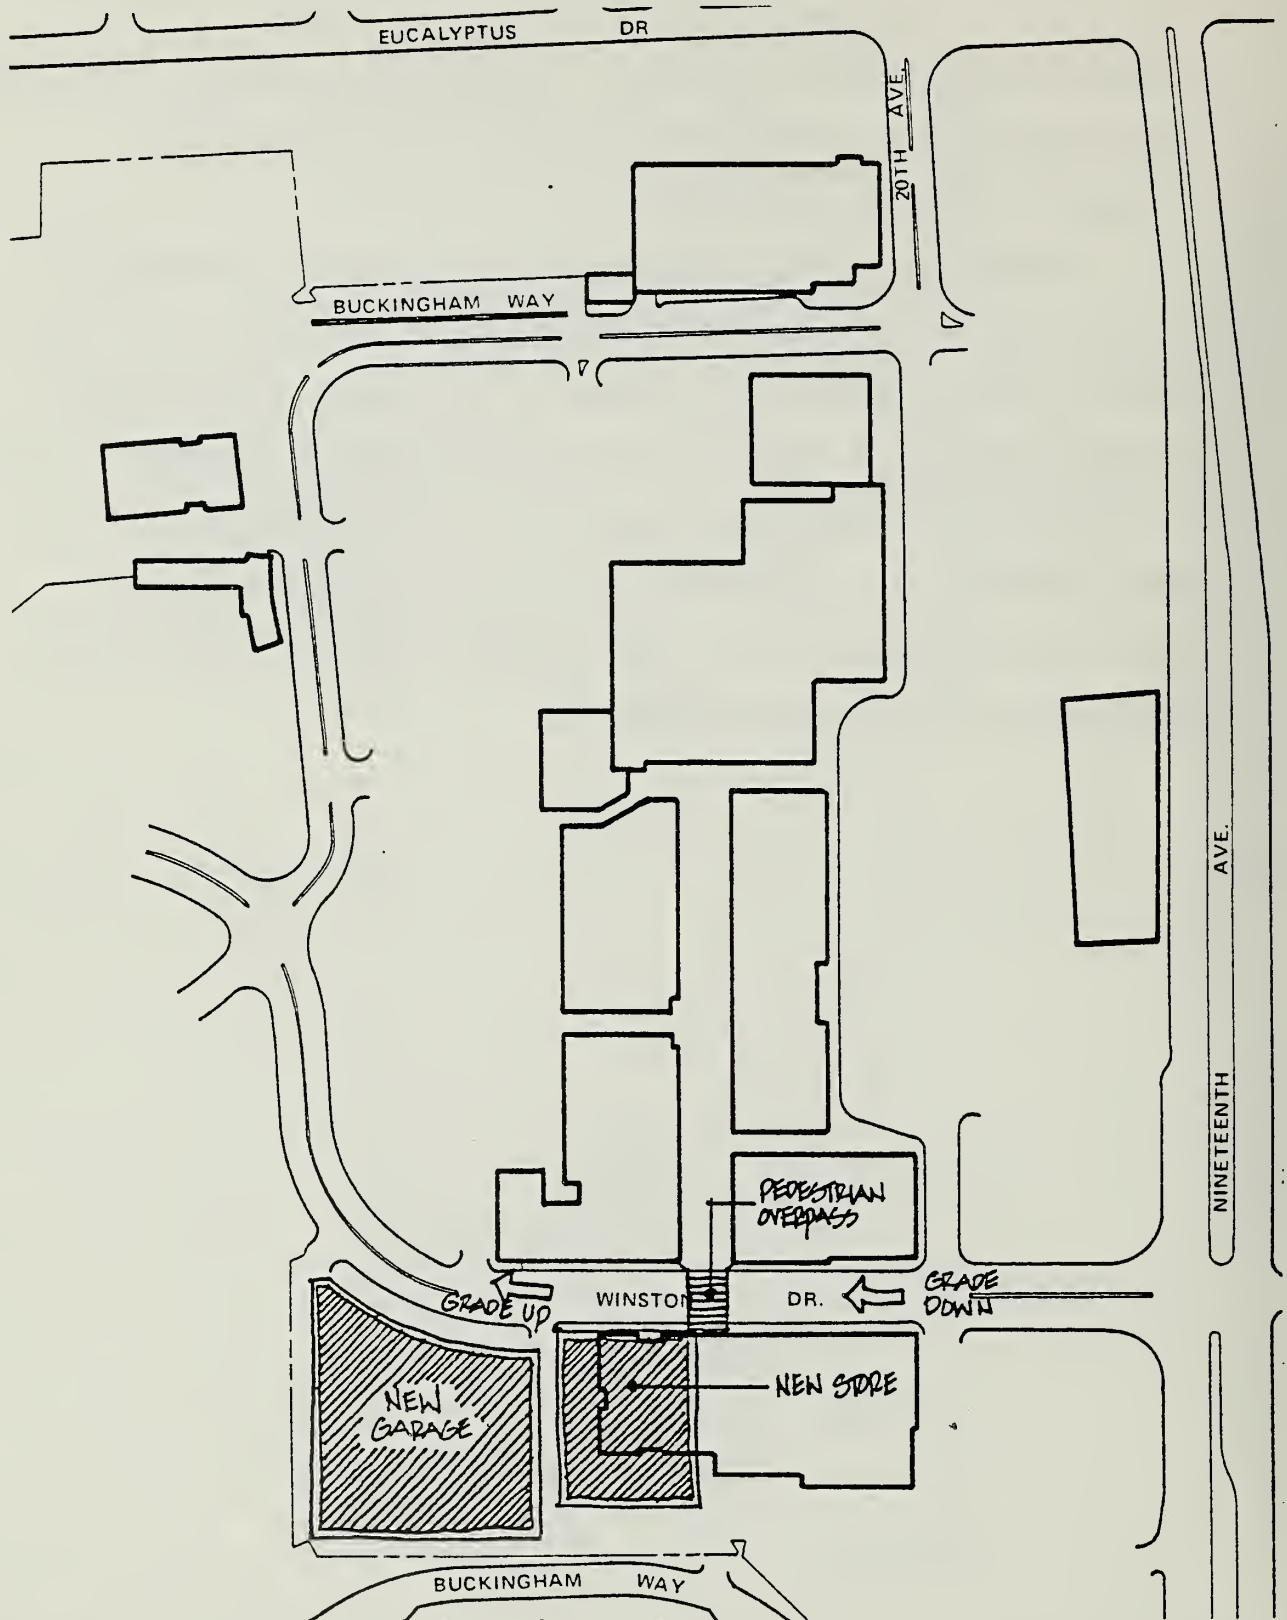 EUCALYPTUS DR
20TH AVE.
BUCKINGHAM WAY
NINETEENTH AVE.
PEDESTRIAN
OVERPASS
GRADE UP
WINSTON DR.
GRADE
DOWN
NEW
GARAGE
NEW STORE
BUCKINGHAM WAY